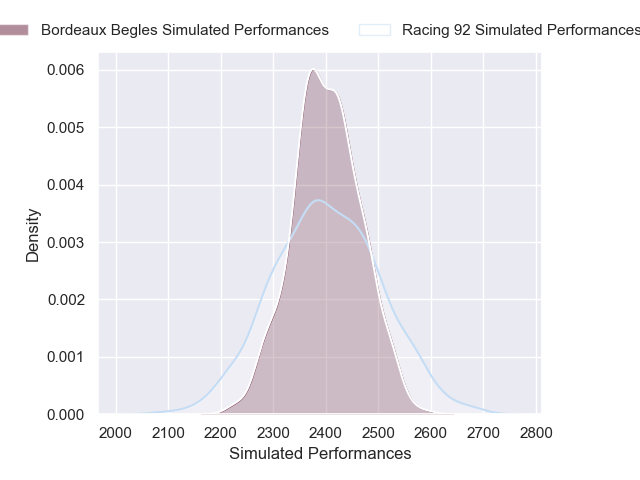 Bordeaux Begles Simulated Performances
Racing 92 Simulated Performances
0.006
0.005
0.004
0.003
0.002
0.001
0.000
Density
2000 2100 2200 2300 2400 2500 2600 2700 2800
Simulated Performances